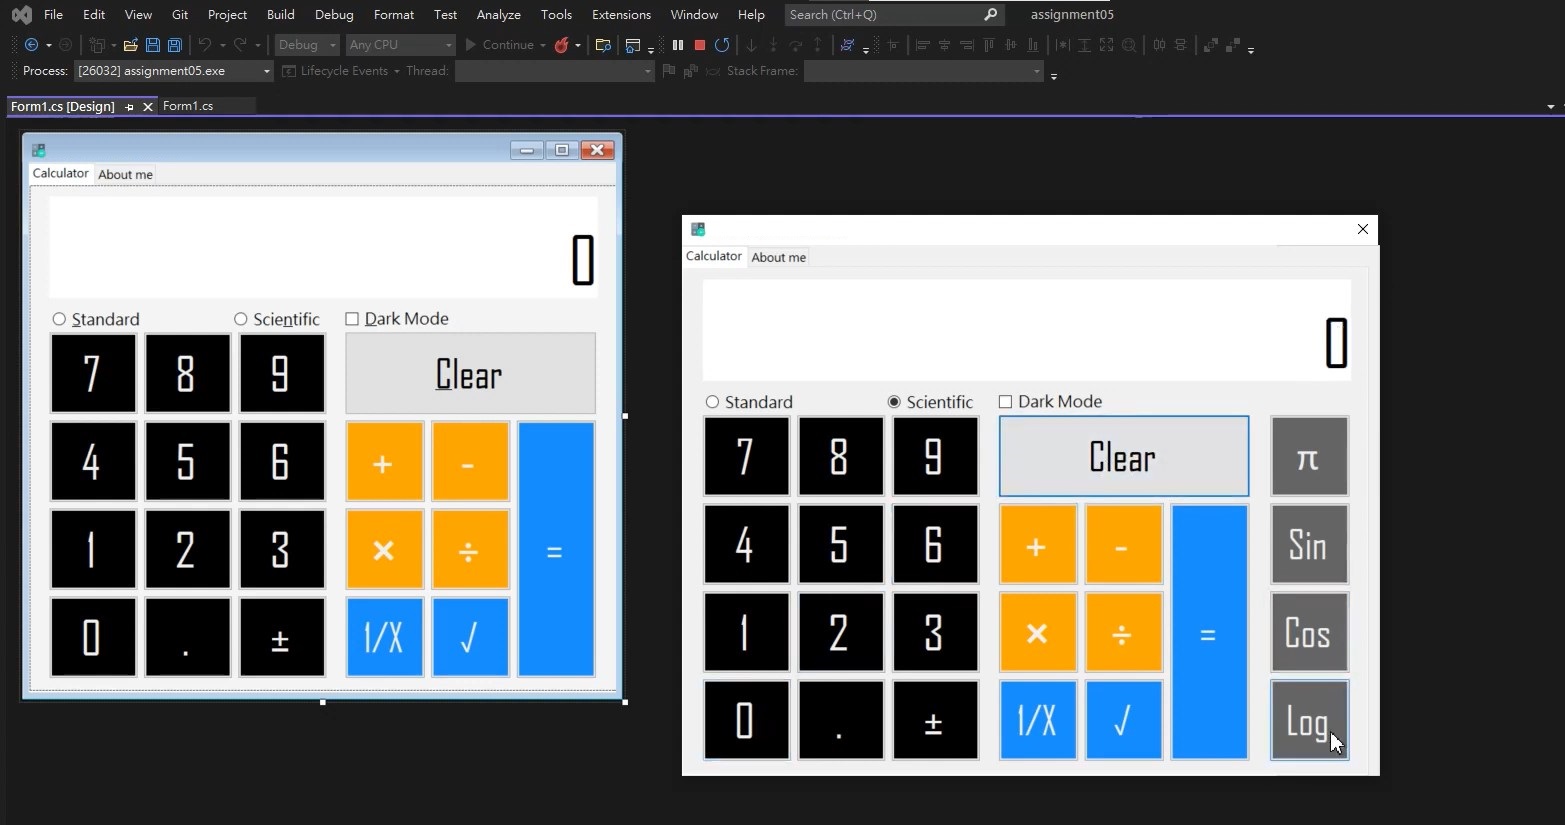 File Edit View Git Project Build Debug Format Test Analyze Tools Extensions Window Help Search (Ctrl+Q) assignment05
Debug Any CPU Continue
Process: [26032] assignment05.exe Lifecycle Events Thread: Stack Frame:
Form1.cs [Design] Form1.cs
Calculator About me
0
Standard Scientific Dark Mode
7 8 9 Clear
4 5 6 + -
1 2 3 × ÷ =
0 . ± 1/X √
Calculator About me
0
Standard Scientific Dark Mode
7 8 9 Clear π
4 5 6 + - Sin
1 2 3 × ÷ = Cos
0 . ± 1/X √ Log